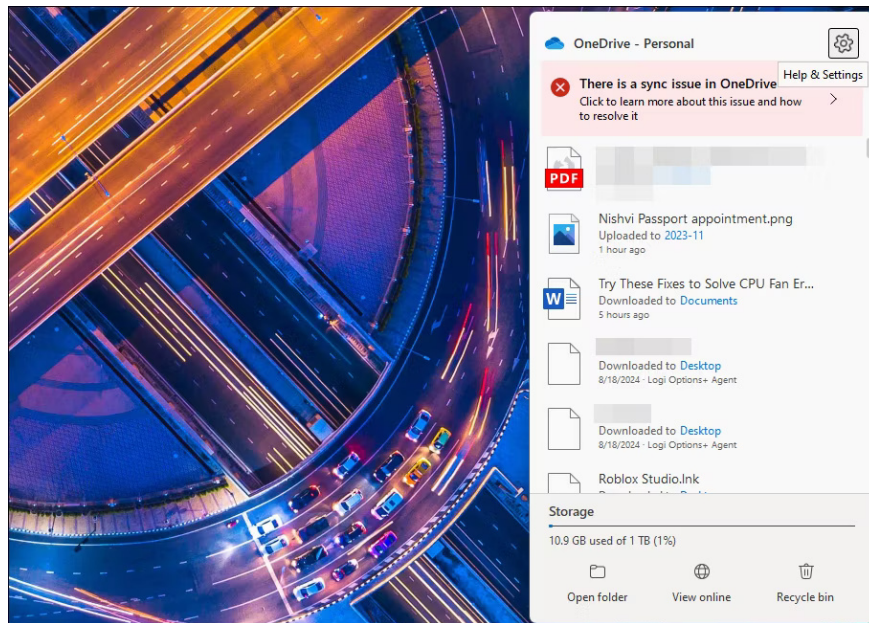 OneDrive - Personal
Help & Settings
There is a sync issue in OneDrive
Click to learn more about this issue and how
to resolve it
PDF
Nishvi Passport appointment.png
Uploaded to 2023-11
1 hour ago
W
Try These Fixes to Solve CPU Fan Er...
Downloaded to Documents
5 hours ago
Downloaded to Desktop
8/18/2024 · Logi Options+ Agent
Downloaded to Desktop
8/18/2024 · Logi Options+ Agent
Roblox Studio.lnk
Storage
10.9 GB used of 1 TB (1%)
Open folder
View online
Recycle bin